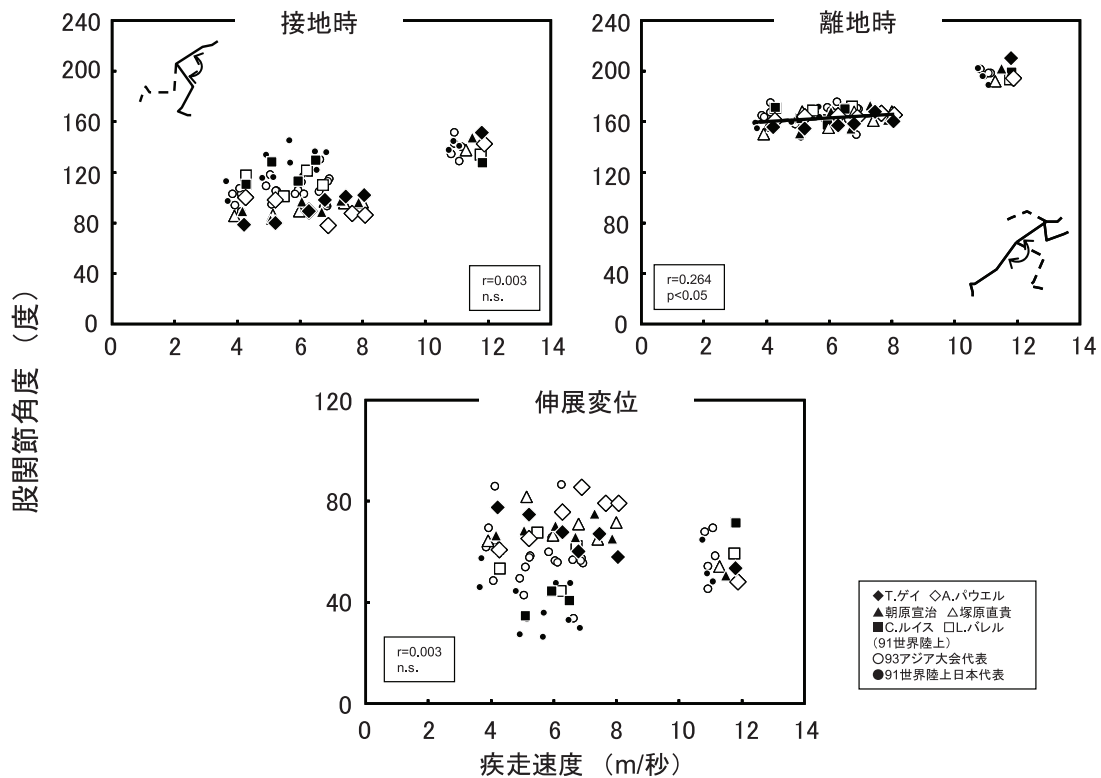 接地時
240
200
160
120
80
40
0
0 2 4 6 8 10 12 14
r=0.003
n.s.
離地時
240
200
160
120
80
40
0
0 2 4 6 8 10 12 14
r=0.264
p<0.05
股関節角度 (度)
伸展変位
120
80
40
0
0 2 4 6 8 10 12 14
r=0.003
n.s.
疾走速度 (m/秒)
◆T.ゲイ ◇A.パウエル
▲朝原宣治 △塚原直貴
■C.ルイス □L.バレル
(91世界陸上)
○93アジア大会代表
●91世界陸上日本代表